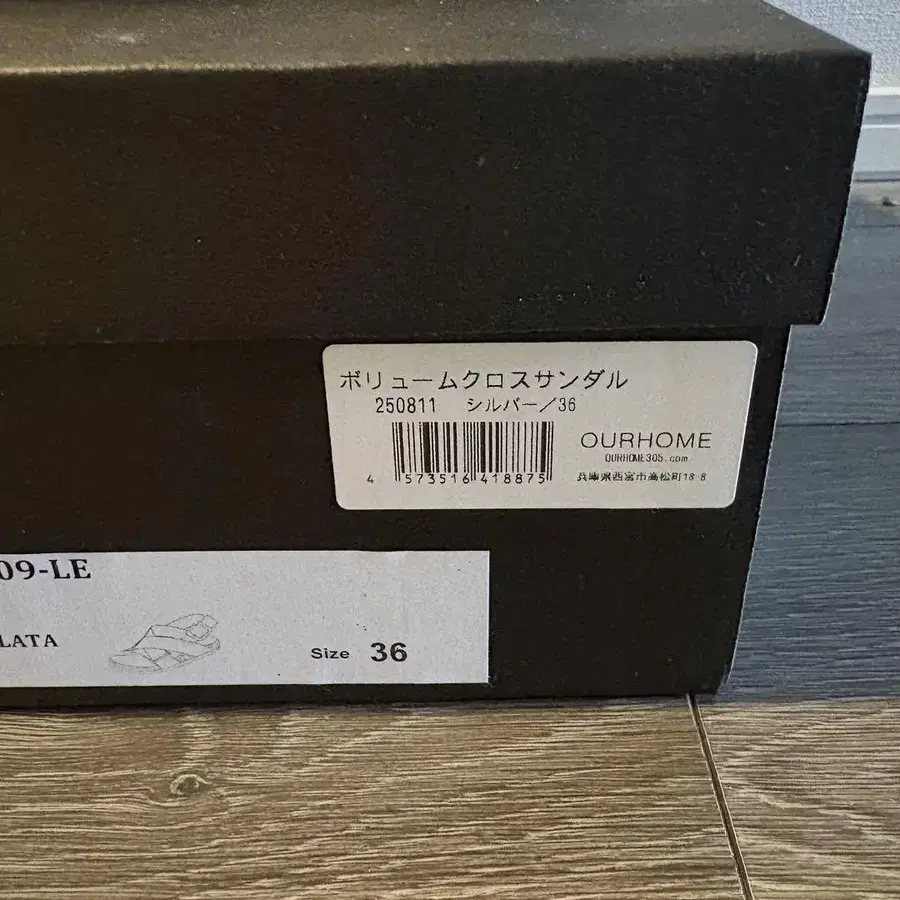 ボリュームクロスサンダル
250811 シルバー/36
4 573516 418875
OURHOME
OURHOME305.com
兵庫県西宮市高松町18-8
09-LE
LATA
Size 36